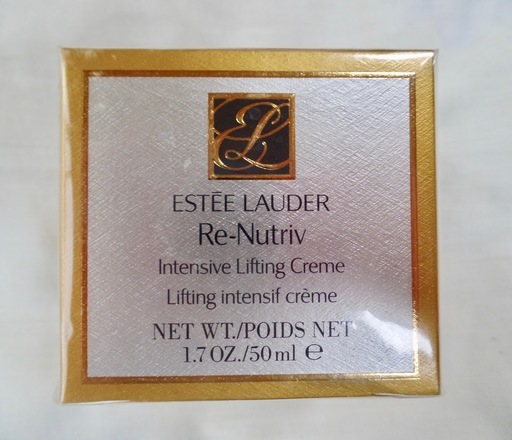 ESTĒE LAUDER
Re-Nutriv
Intensive Lifting Creme
Lifting intensif crème
NET WT./POIDS NET
1.7 OZ./50 ml ℮